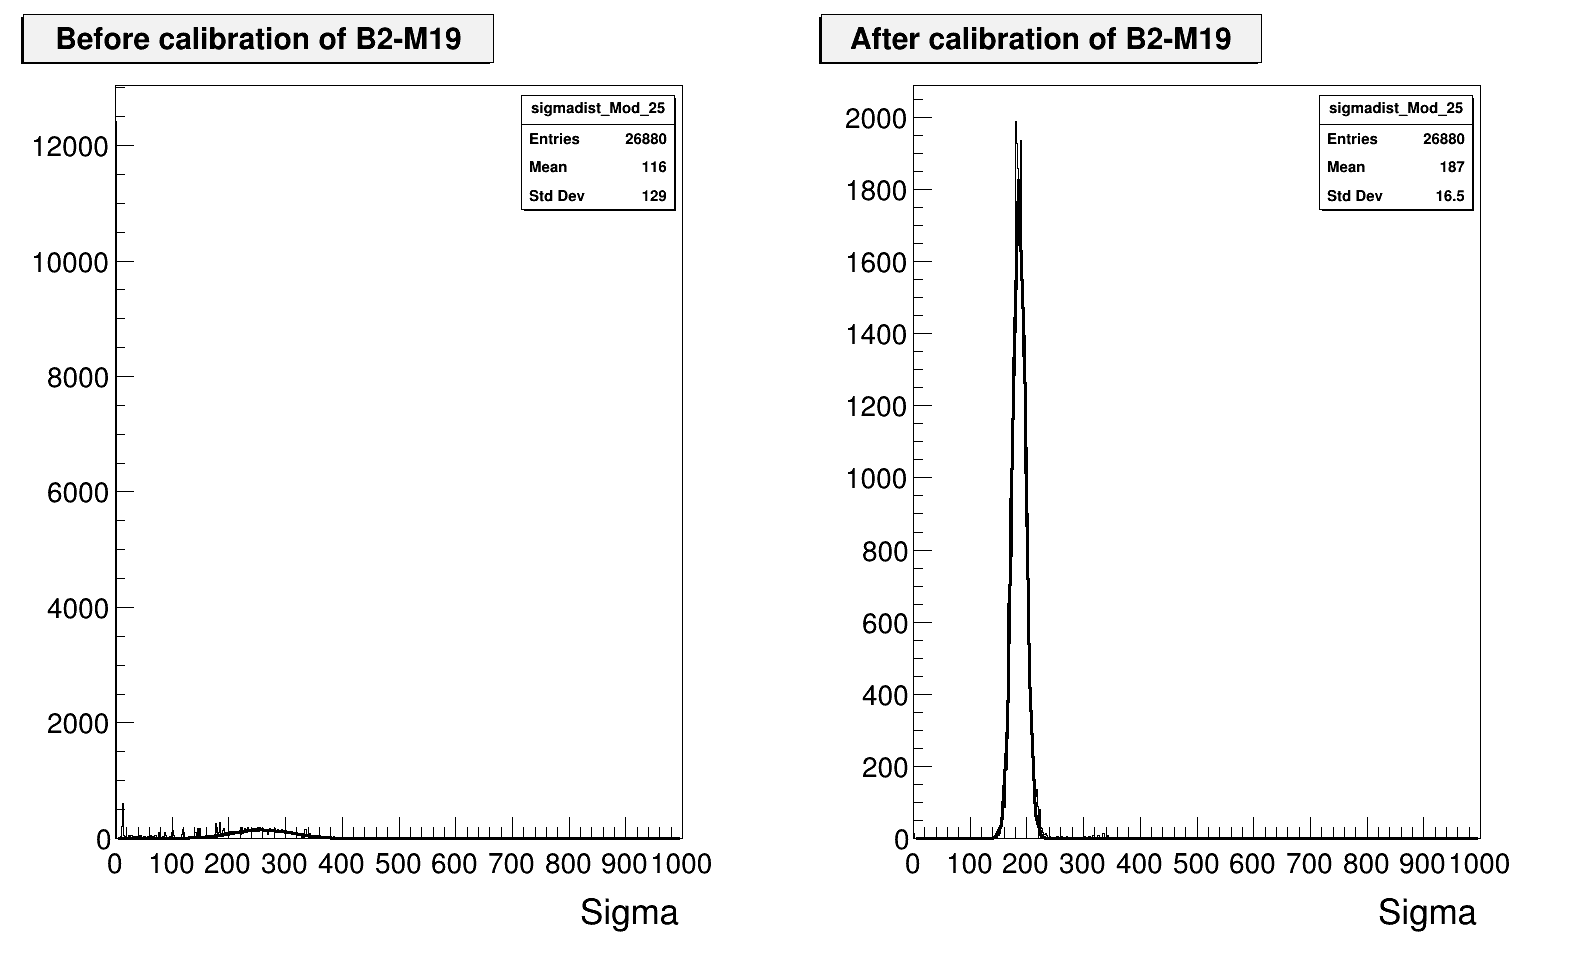 Before calibration of B2-M19
sigmadist_Mod_25
Entries 26880
Mean 116
Std Dev 129
12000
10000
8000
6000
4000
2000
0
0 100 200 300 400 500 600 700 800 900 1000
Sigma
After calibration of B2-M19
sigmadist_Mod_25
Entries 26880
Mean 187
Std Dev 16.5
2000
1800
1600
1400
1200
1000
800
600
400
200
0
0 100 200 300 400 500 600 700 800 900 1000
Sigma